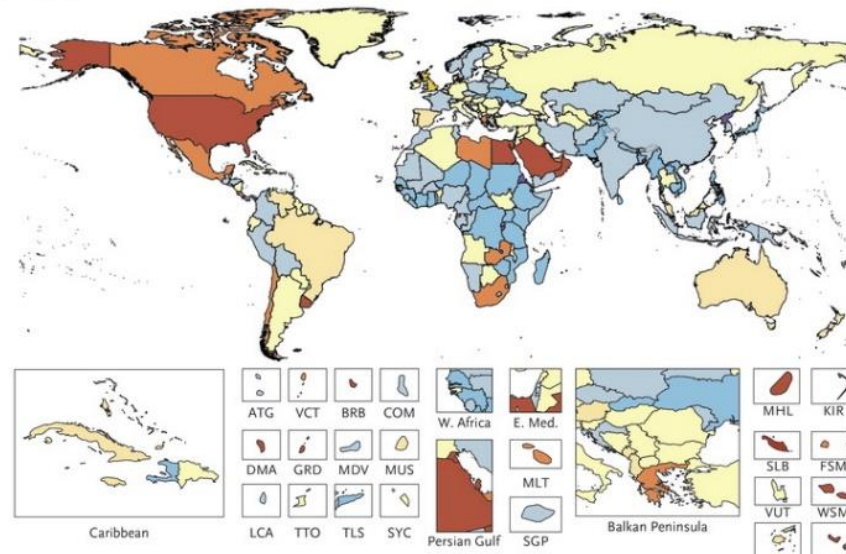 ATG VCT BRB COM W. Africa E. Med. MHL KIR
DMA GRD MDV MUS MLT SLB FSM
LCA TTO TLS SYC Persian Gulf SGP VUT WSM
Caribbean Balkan Peninsula